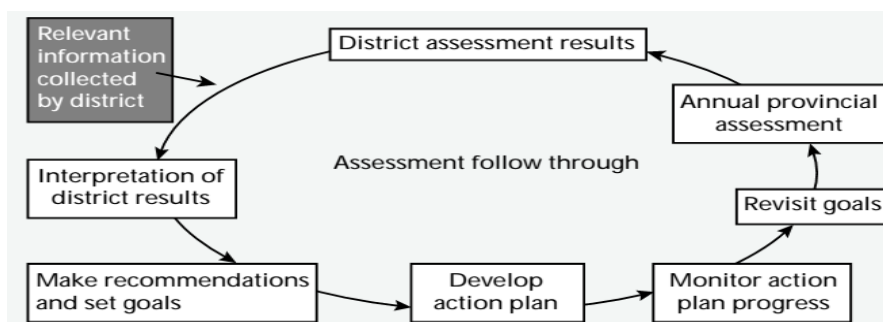 Relevant
information
collected
by district
District assessment results
Annual provincial
assessment
Assessment follow through
Interpretation of
district results
Revisit goals
Make recommendations
and set goals
Develop
action plan
Monitor action
plan progress